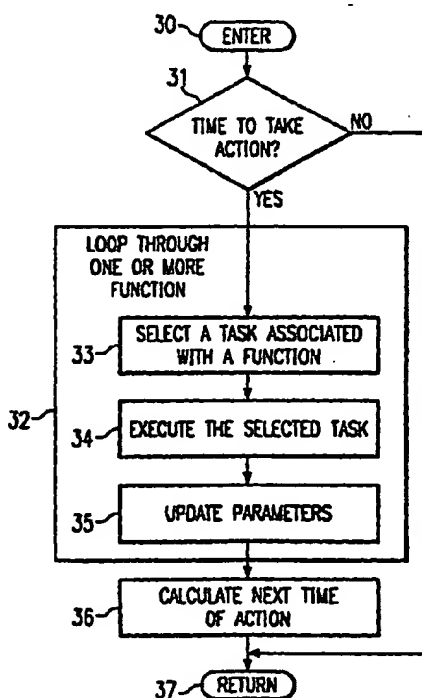 30
ENTER
31
TIME TO TAKE
ACTION?
NO
YES
LOOP THROUGH
ONE OR MORE
FUNCTION
32
33
SELECT A TASK ASSOCIATED
WITH A FUNCTION
34
EXECUTE THE SELECTED TASK
35
UPDATE PARAMETERS
36
CALCULATE NEXT TIME
OF ACTION
37
RETURN